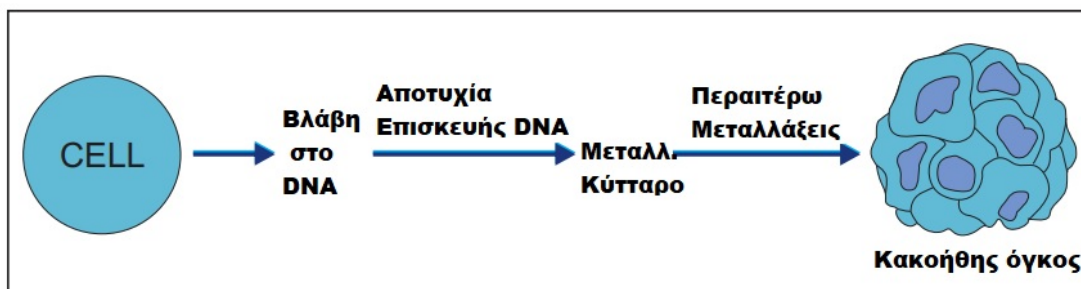 CELL
Βλάβη
στο
DNA
Αποτυχία
Επισκευής DNA
Μεταλλ.
Κύτταρο
Περαιτέρω
Μεταλλάξεις
Κακοήθης όγκος